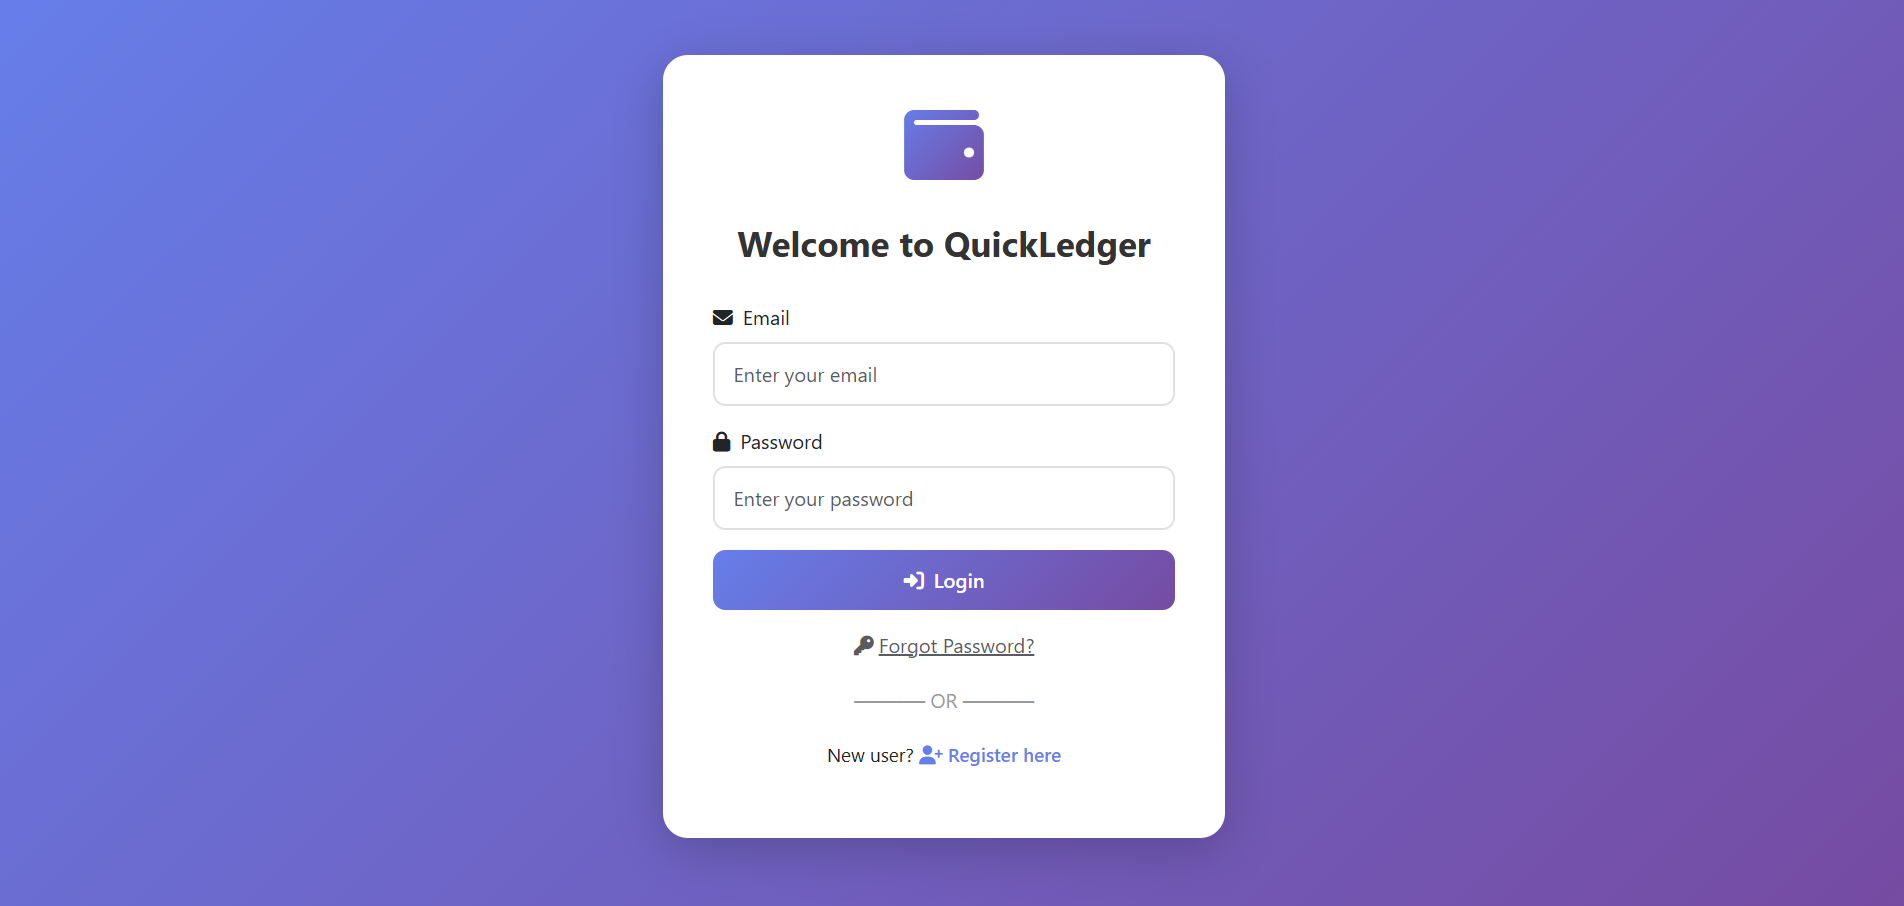 Welcome to QuickLedger
Email
Enter your email
Password
Enter your password
Login
Forgot Password?
OR
New user? Register here